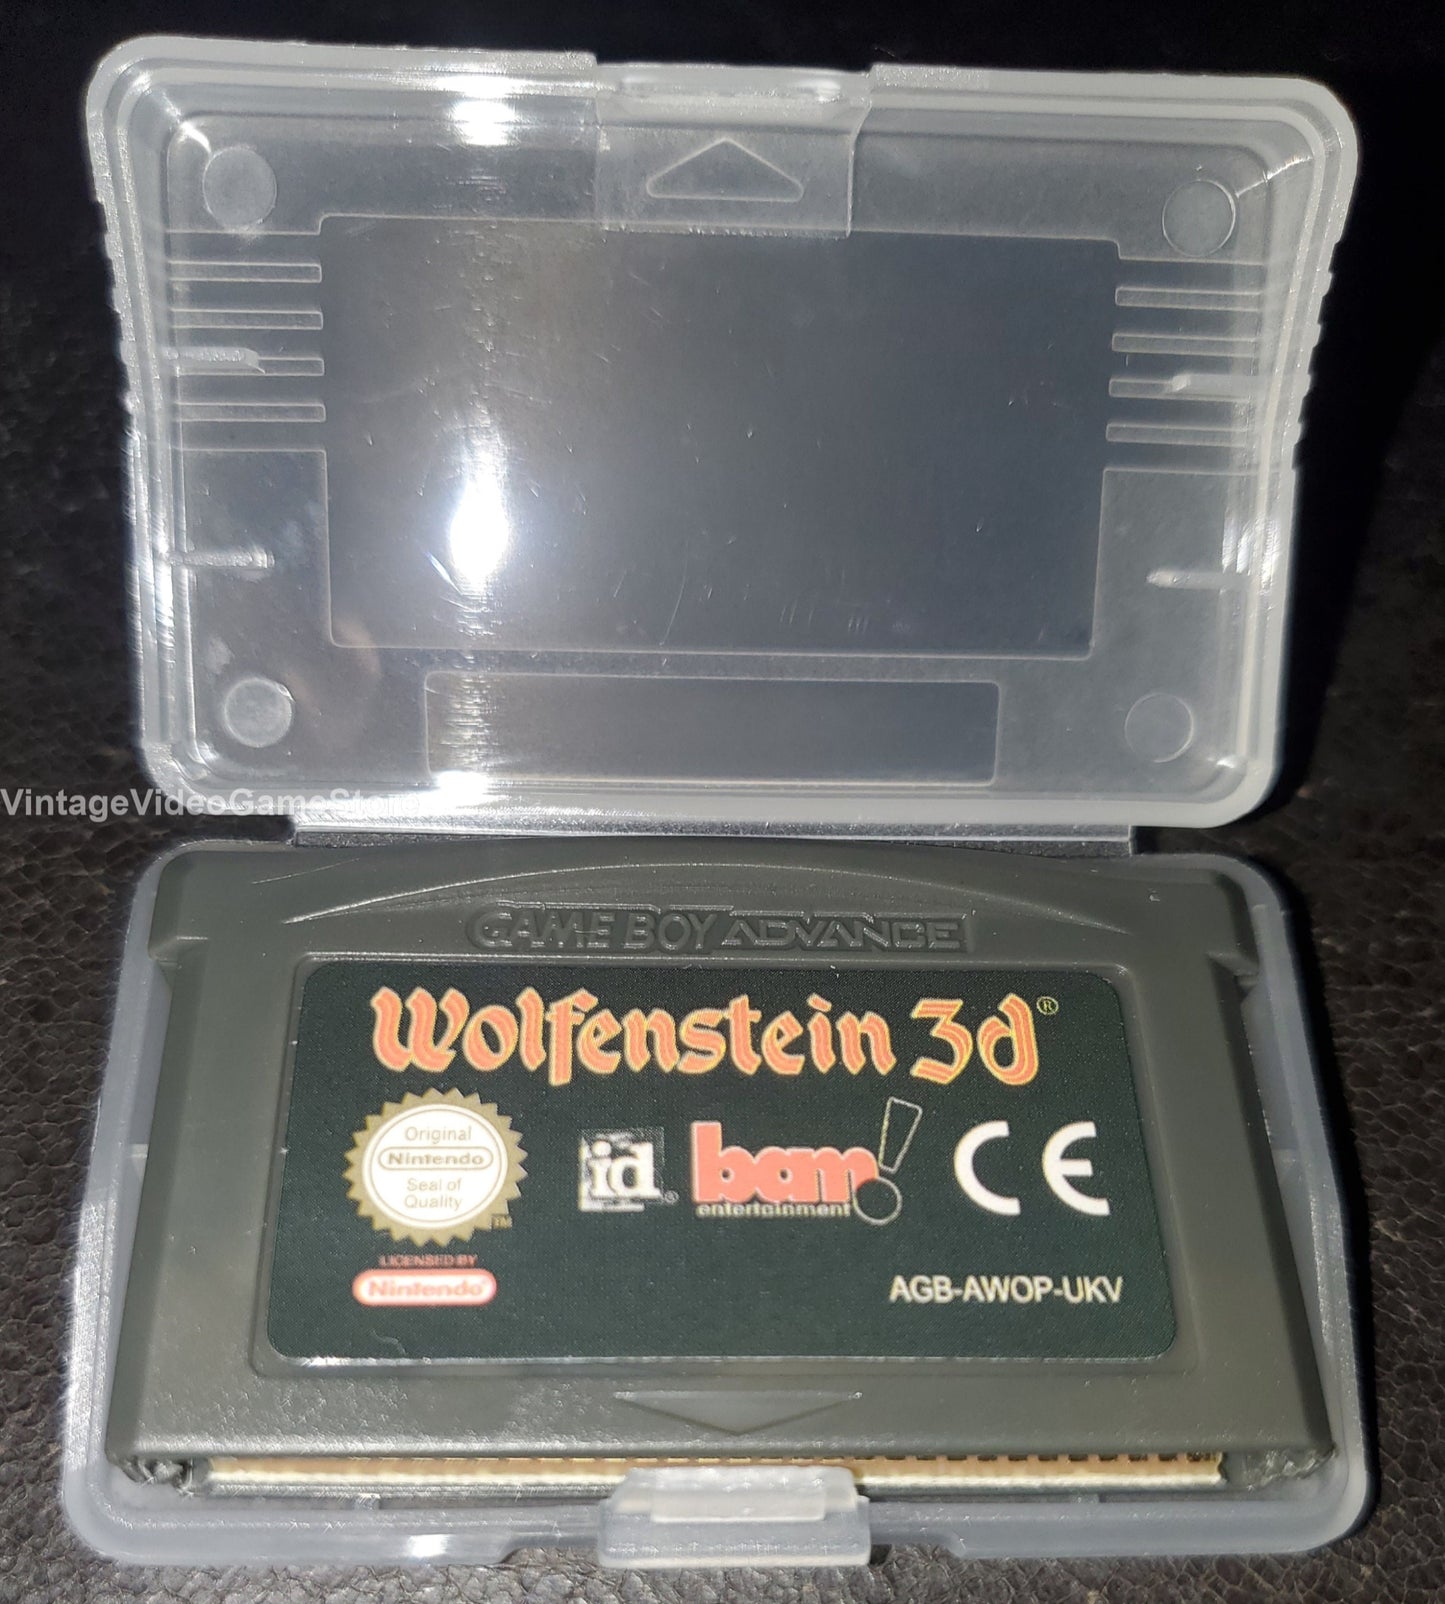 VintageVideoGameStore
GAME BOY ADVANCE
Wolfenstein 3d®
Original
Nintendo
Seal of
Quality
TM
id®
bam!
entertainment
CE
LICENSED BY
Nintendo
AGB-AWOP-UKV